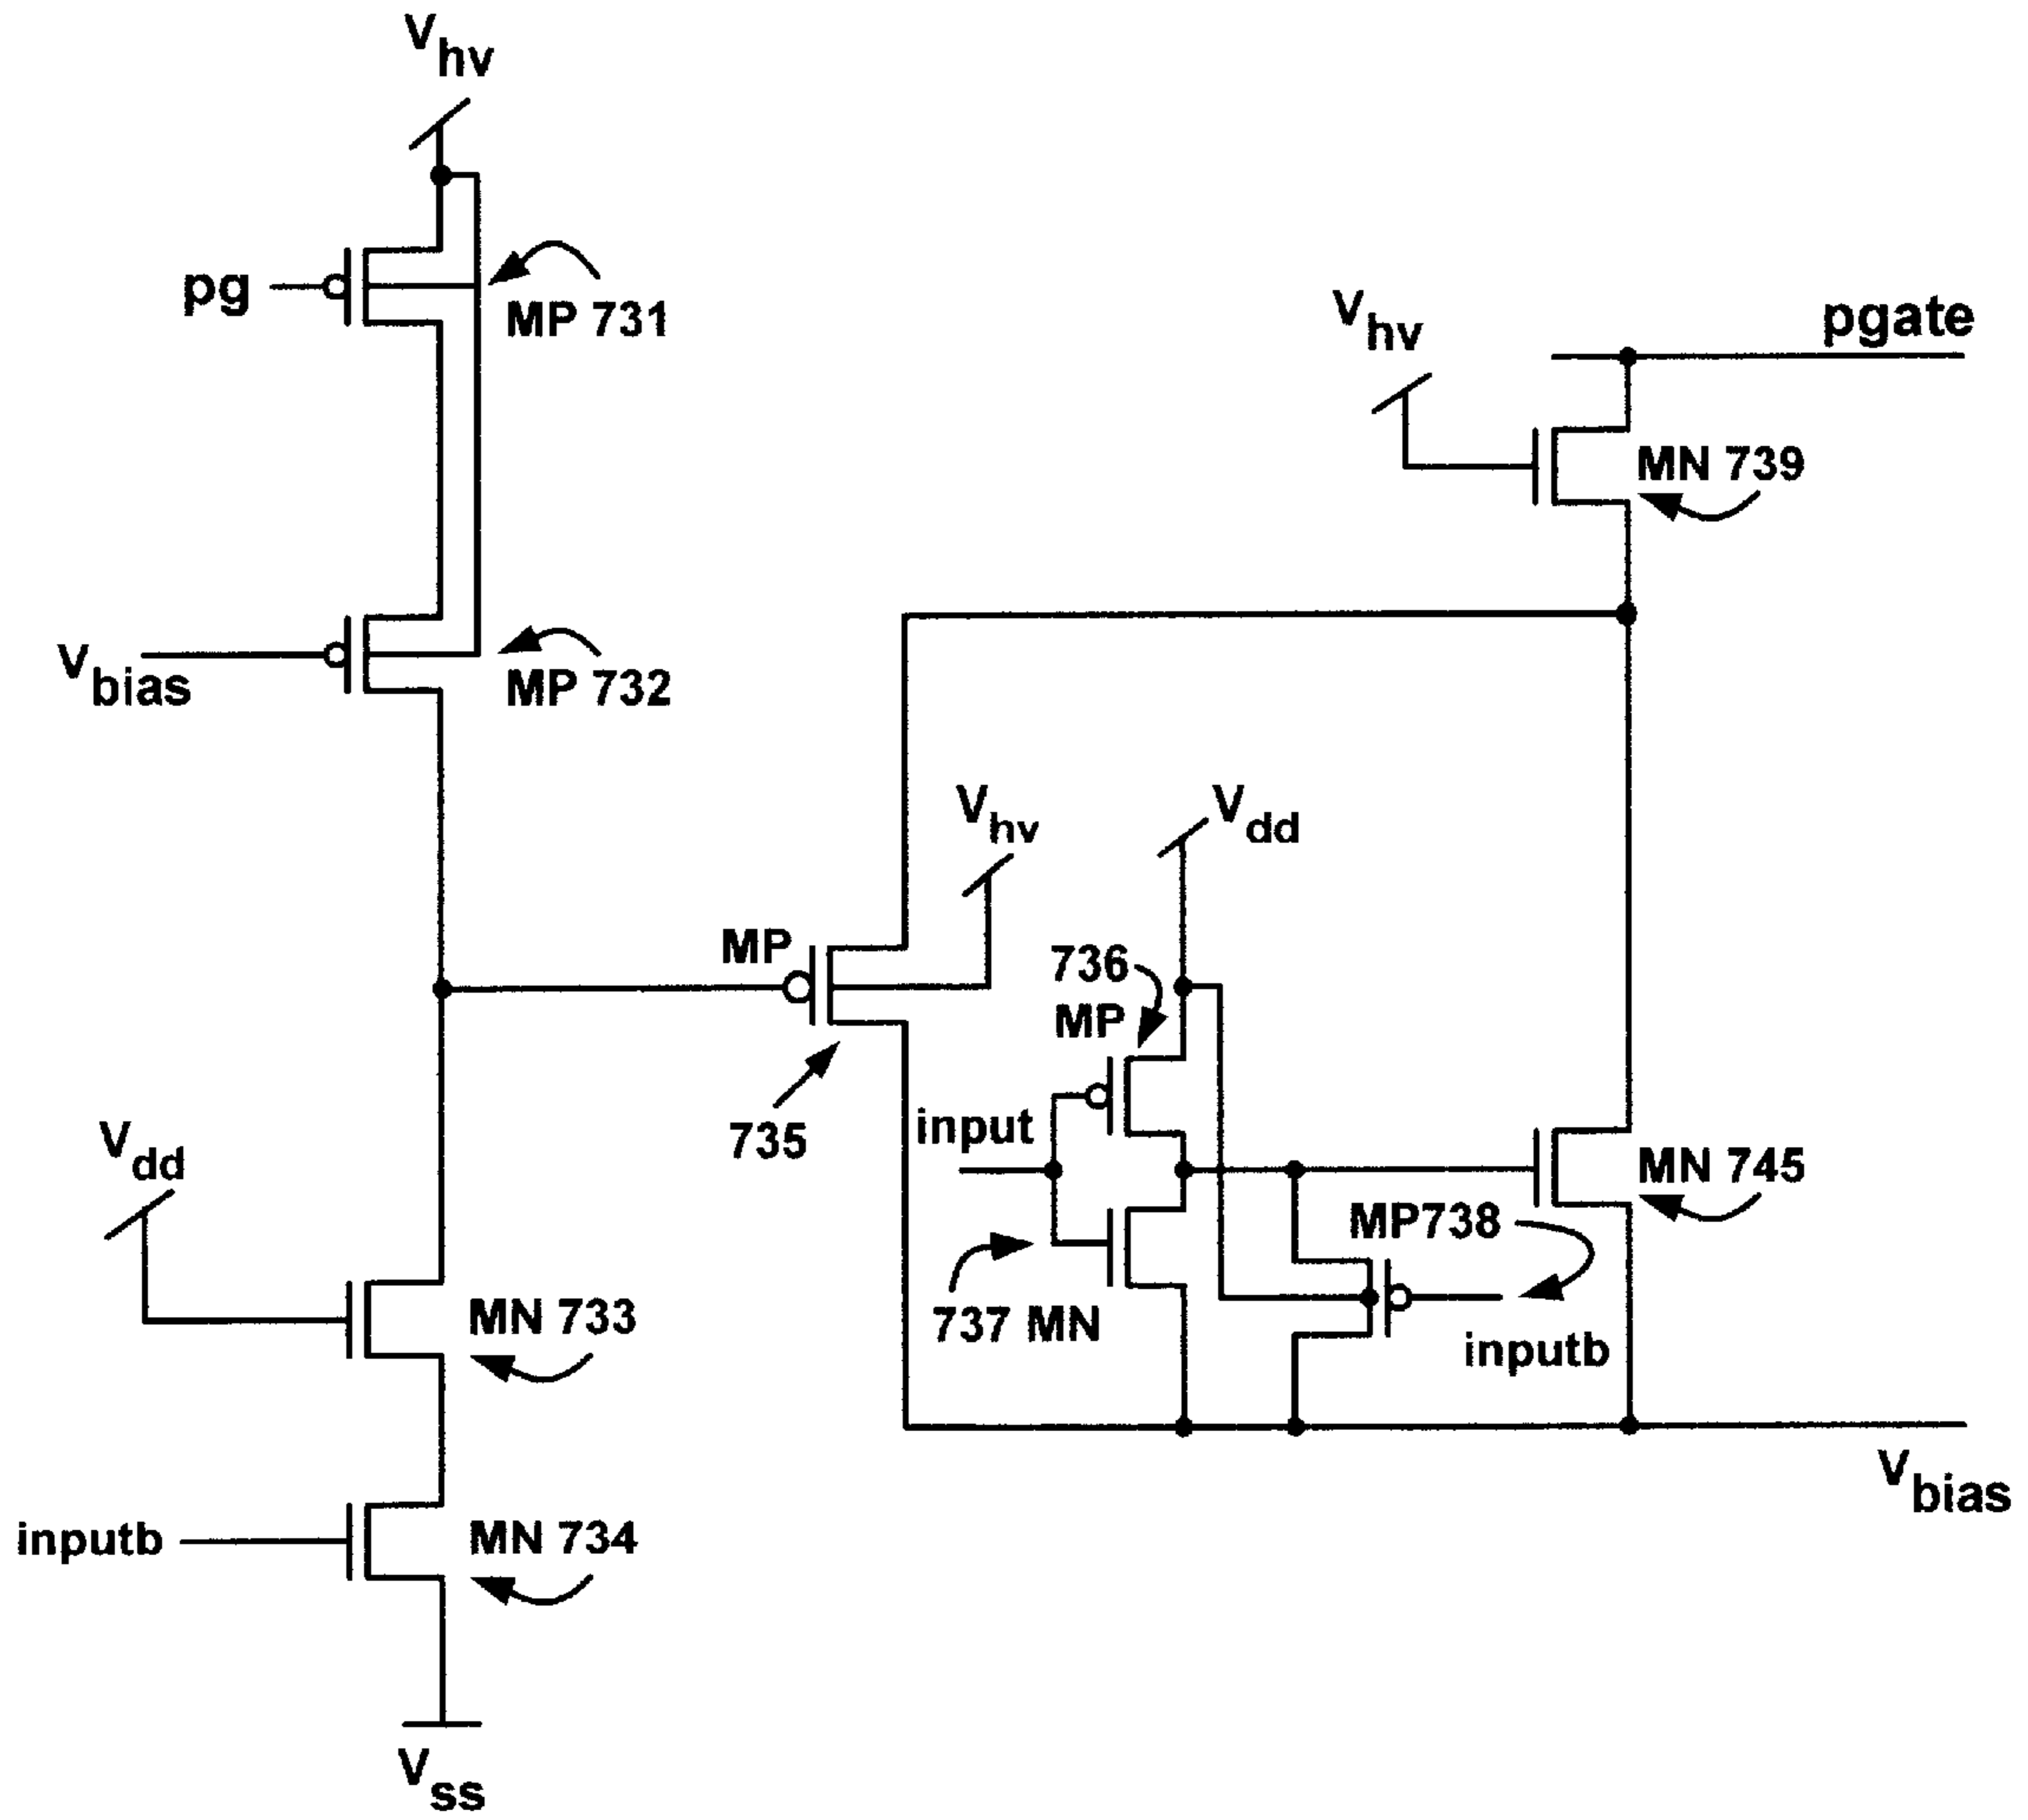 Vhv
pg
MP 731
Vhv
pgate
MN 739
Vbias
MP 732
Vhv
Vdd
MP
736
MP
735
input
Vdd
MN 745
MP738
737 MN
inputb
MN 733
Vbias
inputb
MN 734
Vss